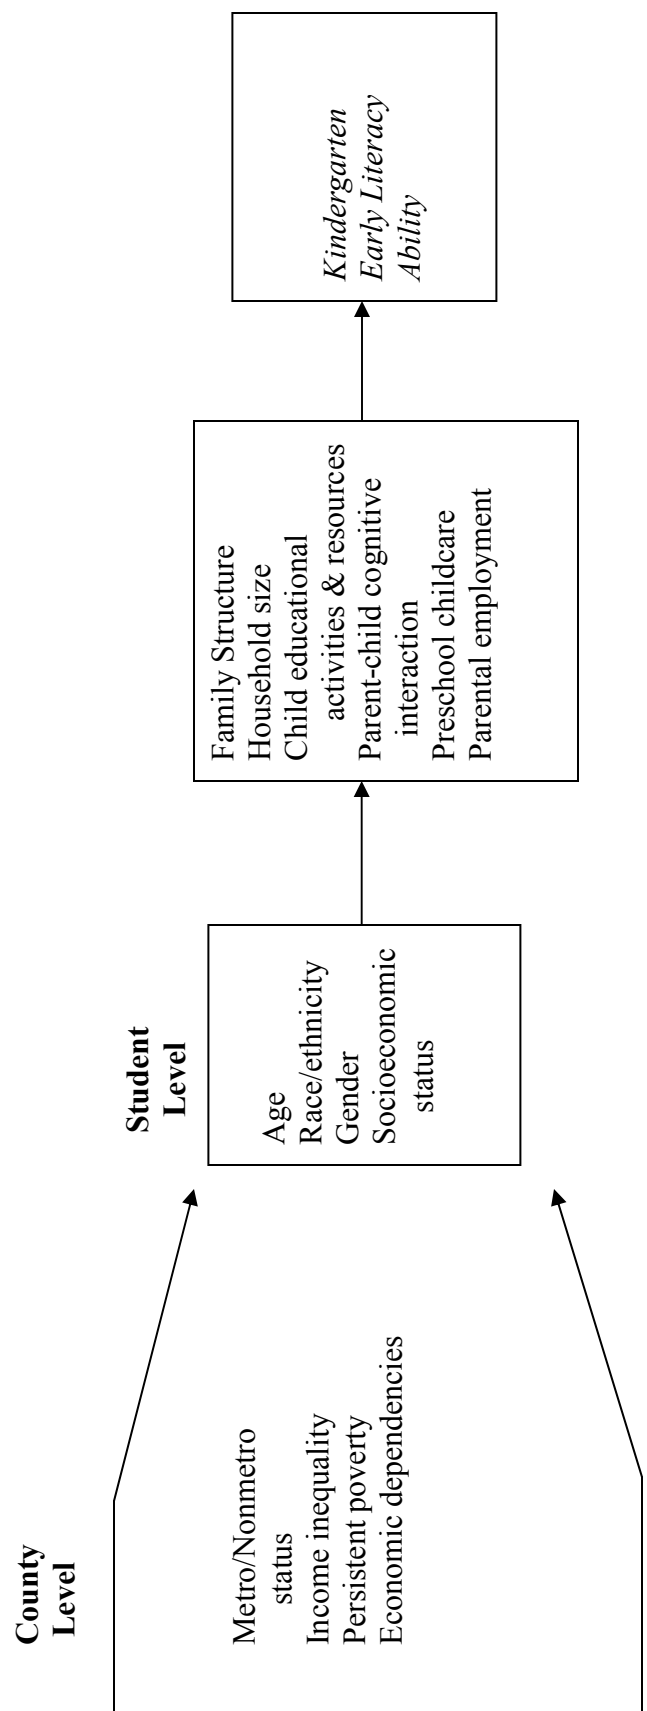 County
Level
Metro/Nonmetro
status
Income inequality
Persistent poverty
Economic dependencies
Student
Level
Age
Race/ethnicity
Gender
Socioeconomic
status
Family Structure
Household size
Child educational
activities & resources
Parent-child cognitive
interaction
Preschool childcare
Parental employment
Kindergarten
Early Literacy
Ability